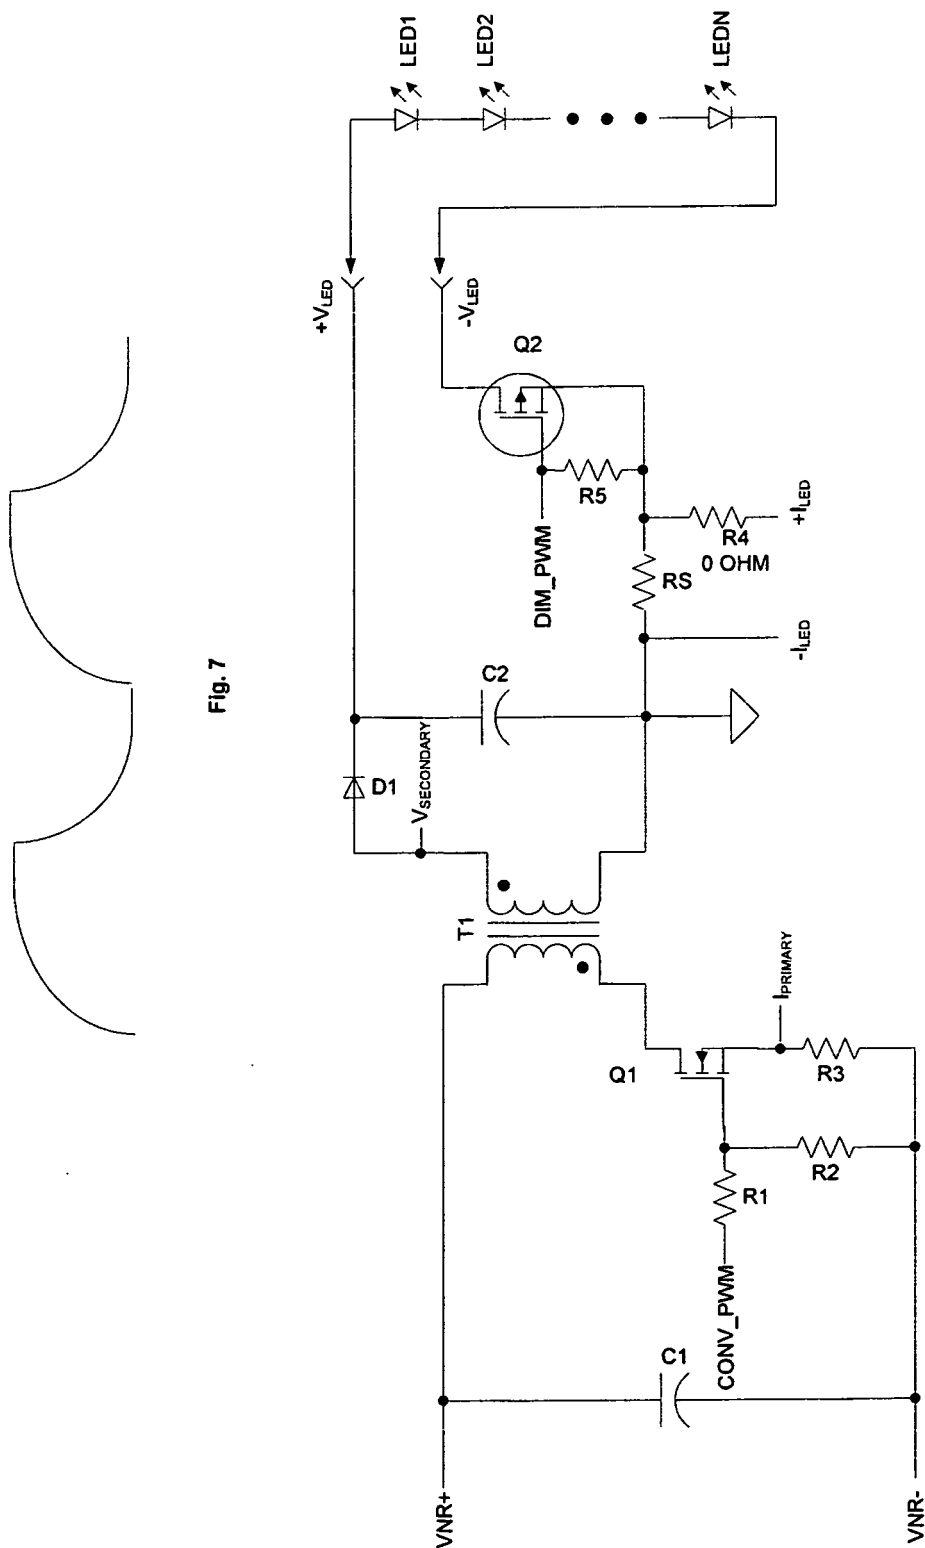 Fig. 7
VNR+
VNR-
C1
CONV_PWM
R1
R2
R3
Q1
IPRIMARY
T1
VSECONDARY
D1
C2
-ILED
RS
R4
0 OHM
+ILED
DIM_PWM
R5
Q2
+VLED
-VLED
LED1
LED2
LEDN